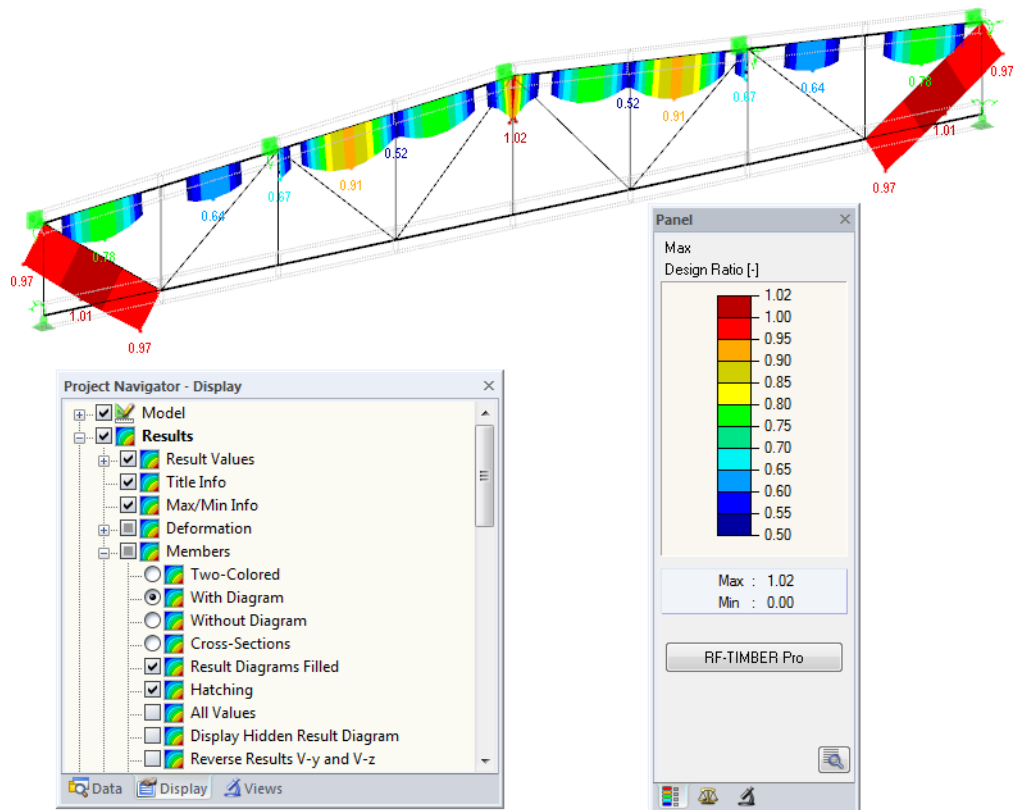 1.02
0.52
0.91
0.67
0.64
0.78
0.97
1.01
0.97
0.52
0.91
0.67
0.64
0.78
0.97
1.01
0.97
Panel
Max
Design Ratio [-]
1.02
1.00
0.95
0.90
0.85
0.80
0.75
0.70
0.65
0.60
0.55
0.50
Max : 1.02
Min : 0.00
RF-TIMBER Pro
Project Navigator - Display
Model
Results
Result Values
Title Info
Max/Min Info
Deformation
Members
Two-Colored
With Diagram
Without Diagram
Cross-Sections
Result Diagrams Filled
Hatching
All Values
Display Hidden Result Diagram
Reverse Results V-y and V-z
Data Display Views